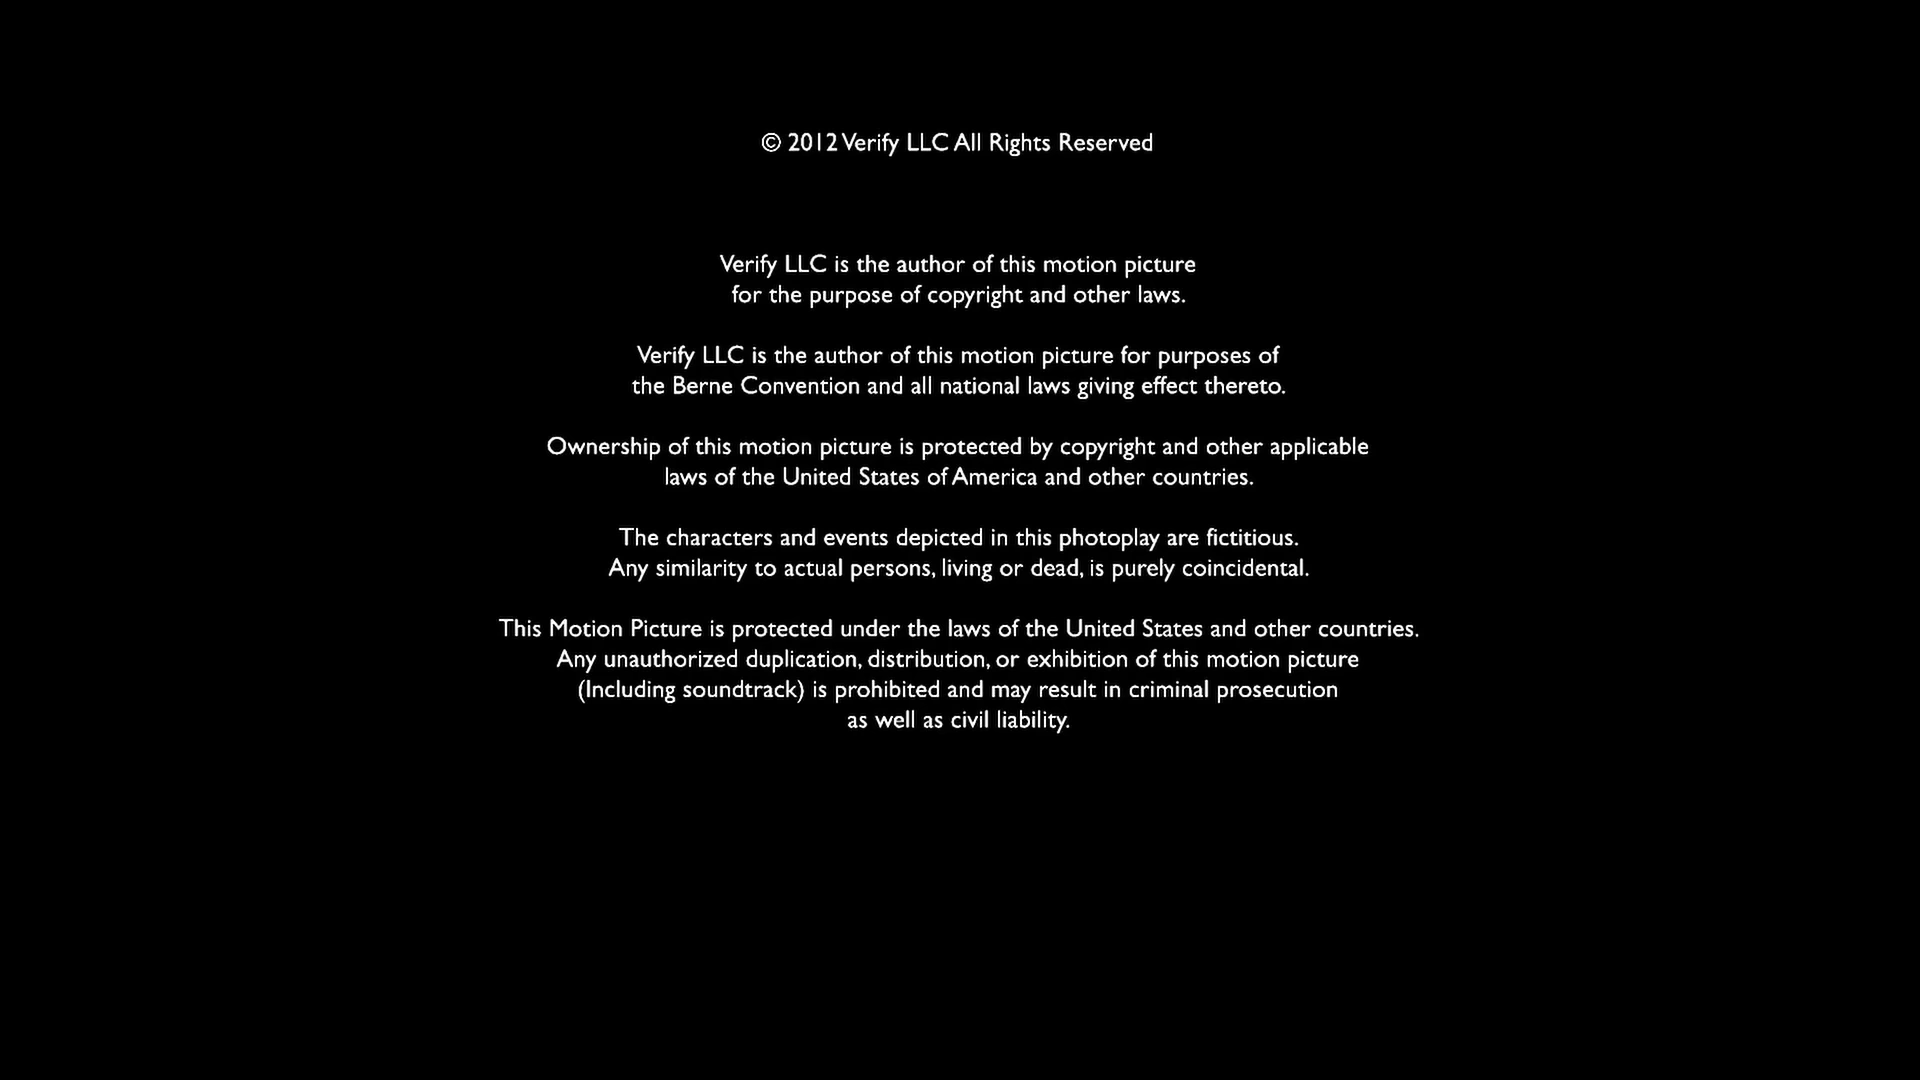 © 2012 Verify LLC All Rights Reserved
Verify LLC is the author of this motion picture
for the purpose of copyright and other laws.
Verify LLC is the author of this motion picture for purposes of
the Berne Convention and all national laws giving effect thereto.
Ownership of this motion picture is protected by copyright and other applicable
laws of the United States of America and other countries.
The characters and events depicted in this photoplay are fictitious.
Any similarity to actual persons, living or dead, is purely coincidental.
This Motion Picture is protected under the laws of the United States and other countries.
Any unauthorized duplication, distribution, or exhibition of this motion picture
(Including soundtrack) is prohibited and may result in criminal prosecution
as well as civil liability.